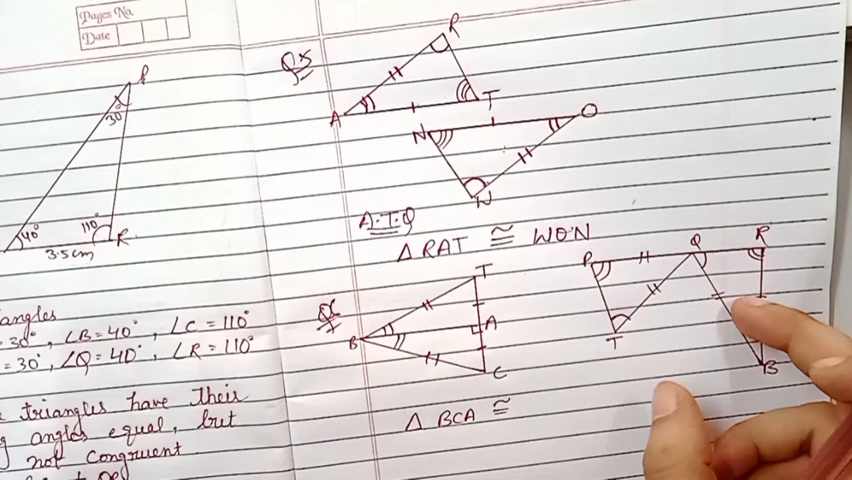 Pages No.
Date
P
30°
40°
110°
R
3.5cm
angles
=30°, ∠B=40°, ∠C=110°
=30°, ∠Q=40°, ∠R=110°
triangles have their
angles equal, but
not congruent
Q5
R
A
T
N
O
W
A.T.Q
△RAT ≅ WON
Q6
T
B
A
C
△BCA ≅
P
Q
R
T
B